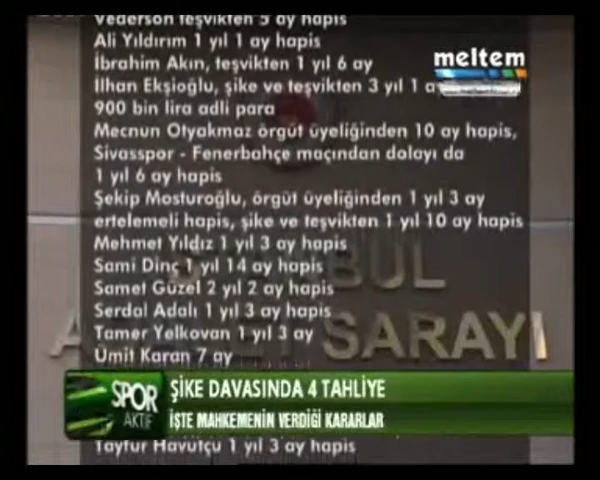 Vederson teşvikten 5 ay hapis
Ali Yıldırım 1 yıl 1 ay hapis
İbrahim Akın, teşvikten 1 yıl 6 ay
meltem
İlhan Ekşioğlu, şike ve teşvikten 3 yıl 1 ay
900 bin lira adli para
Mecnun Otyakmaz örgüt üyeliğinden 10 ay hapis,
Sivasspor - Fenerbahçe maçından dolayı da
1 yıl 6 ay hapis
Şekip Mosturoğlu, örgüt üyeliğinden 1 yıl 3 ay
ertelemeli hapis, şike ve teşvikten 1 yıl 10 ay hapis
Mehmet Yıldız 1 yıl 3 ay hapis
Sami Dinç 1 yıl 14 ay hapis
Samet Güzel 2 yıl 2 ay hapis
Serdal Adalı 1 yıl 3 ay hapis
Tamer Yelkovan 1 yıl 3 ay
SARAYI
Ümit Karan 7 ay
SPOR
AKTİF
ŞİKE DAVASINDA 4 TAHLİYE
İŞTE MAHKEMENİN VERDİĞİ KARARLAR
Tayfur Havutçu 1 yıl 3 ay hapis